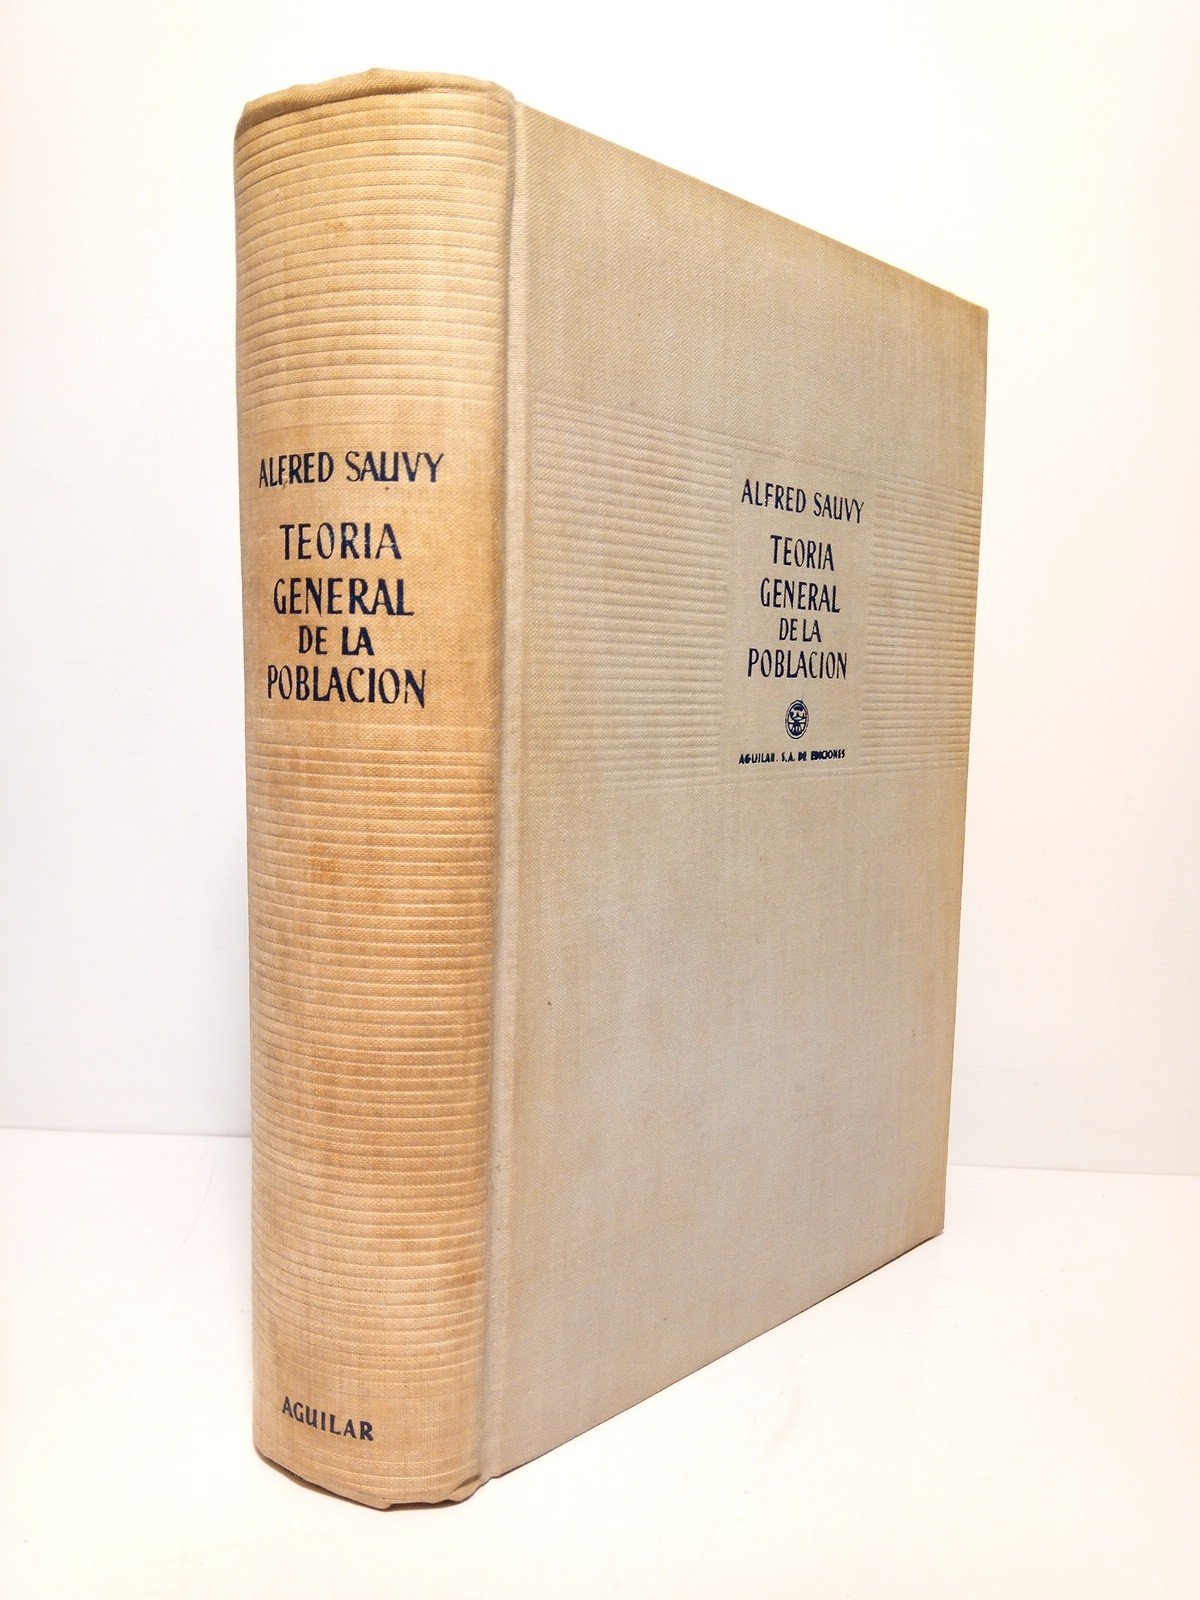 ALFRED SAUVY
TEORIA
GENERAL
DE LA
POBLACION
AGUILAR
ALFRED SAUVY
TEORIA
GENERAL
DE LA
POBLACION
AGUILAR. S.A. DE EDICIONES